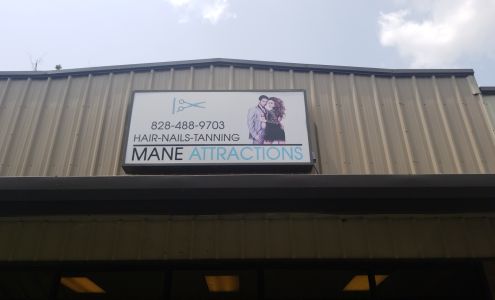 828-488-9703
HAIR-NAILS-TANNING
MANE ATTRACTIONS